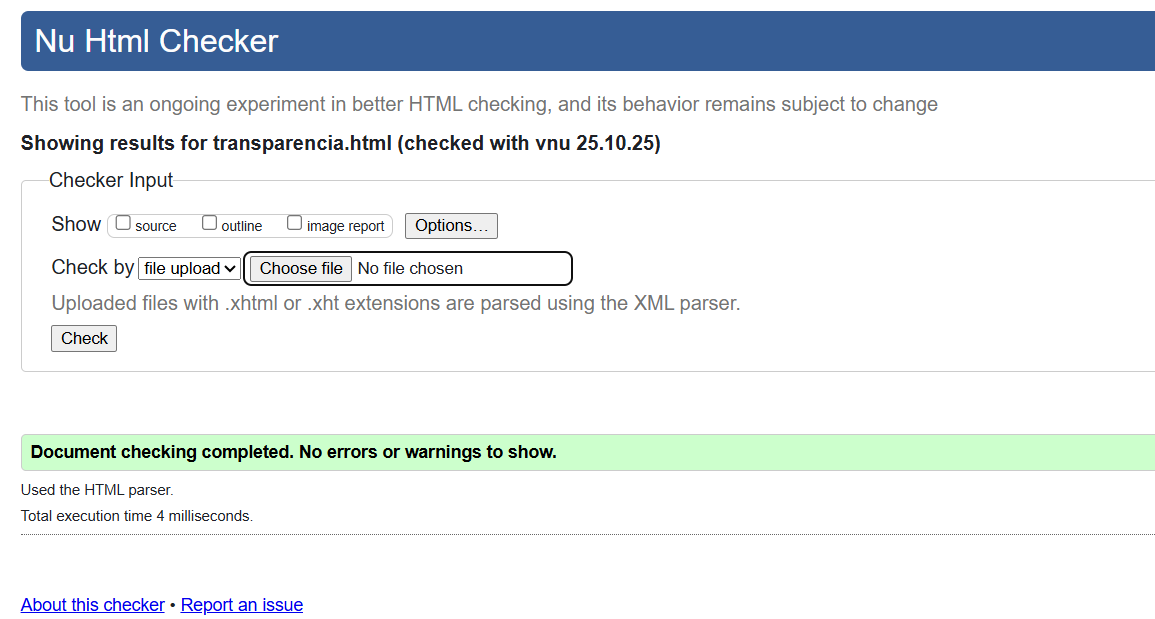 Nu Html Checker
This tool is an ongoing experiment in better HTML checking, and its behavior remains subject to change
Showing results for transparencia.html (checked with vnu 25.10.25)
Checker Input
Show source outline image report Options...
Check by file upload Choose file No file chosen
Uploaded files with .xhtml or .xht extensions are parsed using the XML parser.
Check
Document checking completed. No errors or warnings to show.
Used the HTML parser.
Total execution time 4 milliseconds.
About this checker • Report an issue